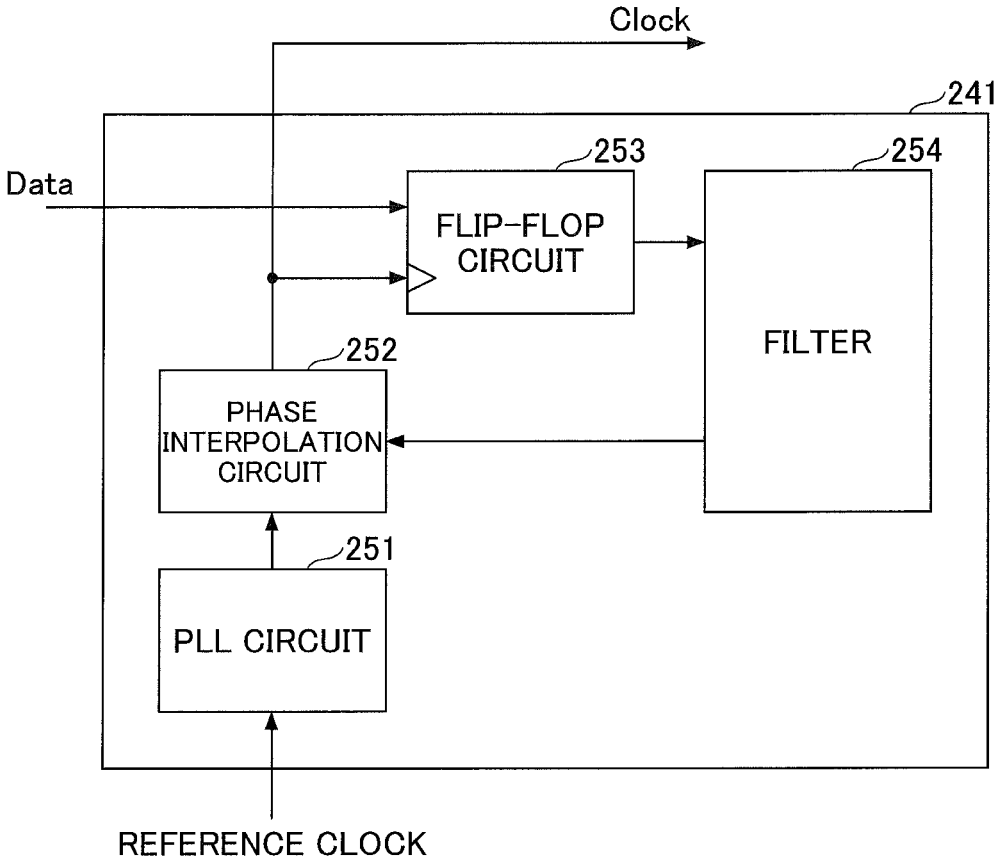 Clock
241
253
254
Data
FLIP-FLOP
CIRCUIT
FILTER
252
PHASE
INTERPOLATION
CIRCUIT
251
PLL CIRCUIT
REFERENCE CLOCK